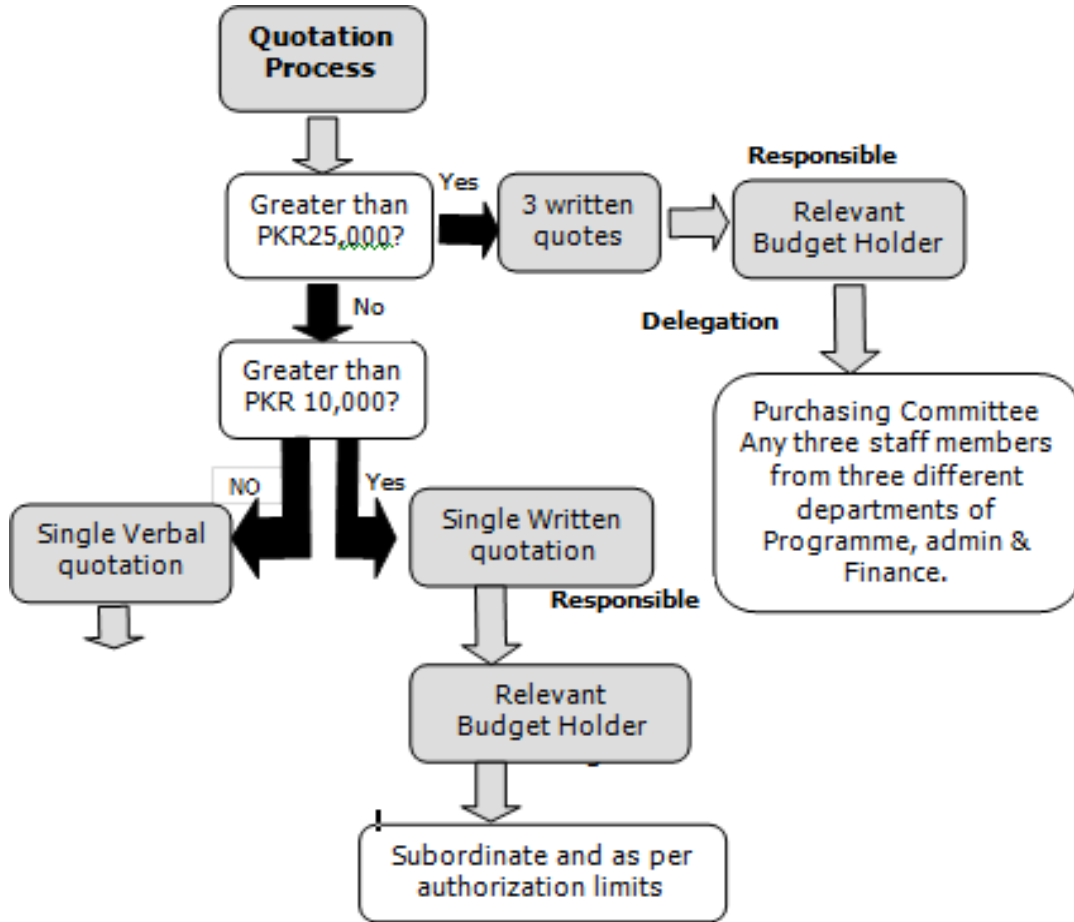 Quotation
Process
Greater than
PKR25,000?
Yes
3 written
quotes
Responsible
Relevant
Budget Holder
No
Delegation
Greater than
PKR 10,000?
Purchasing Committee
Any three staff members
from three different
departments of
Programme, admin &
Finance.
NO
Yes
Single Verbal
quotation
Single Written
quotation
Responsible
Relevant
Budget Holder
Subordinate and as per
authorization limits